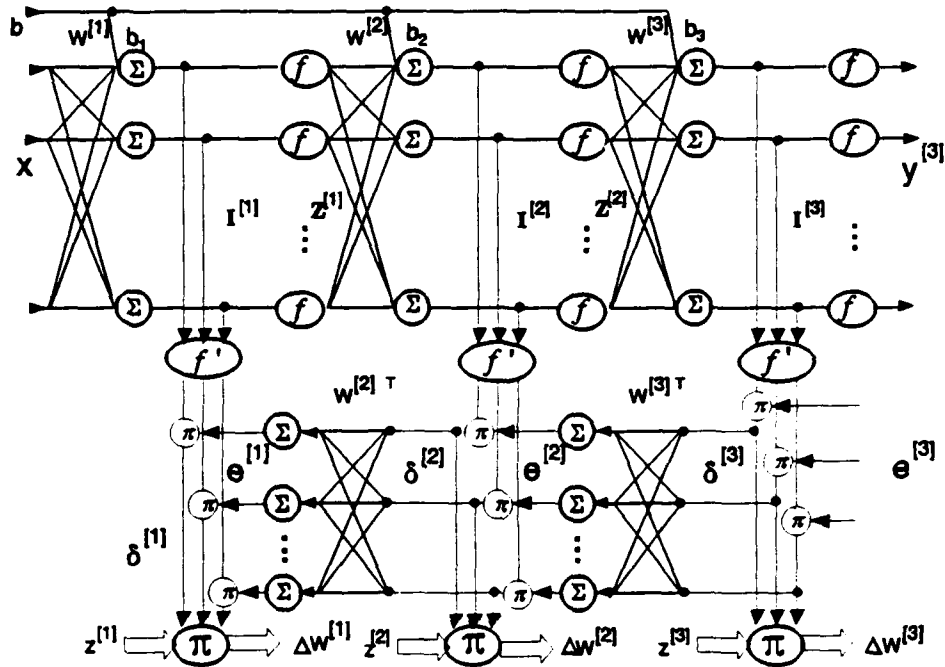 b W[1] b1 W[2] b2 W[3] b3
Σ f Σ f Σ f
X Σ f Σ f Σ f y[3]
I[1] Z[1] I[2] Z[2] I[3]
⋮ ⋮ ⋮
Σ f Σ f Σ f
f' f' f'
W[2] T W[3] T
π
π Σ π Σ
e[1] δ[2] e[2] δ[3] π e[3]
π Σ π Σ
π
δ[1] ⋮ ⋮
π Σ π Σ
z[1] Π ΔW[1] z[2] Π ΔW[2] z[3] Π ΔW[3]